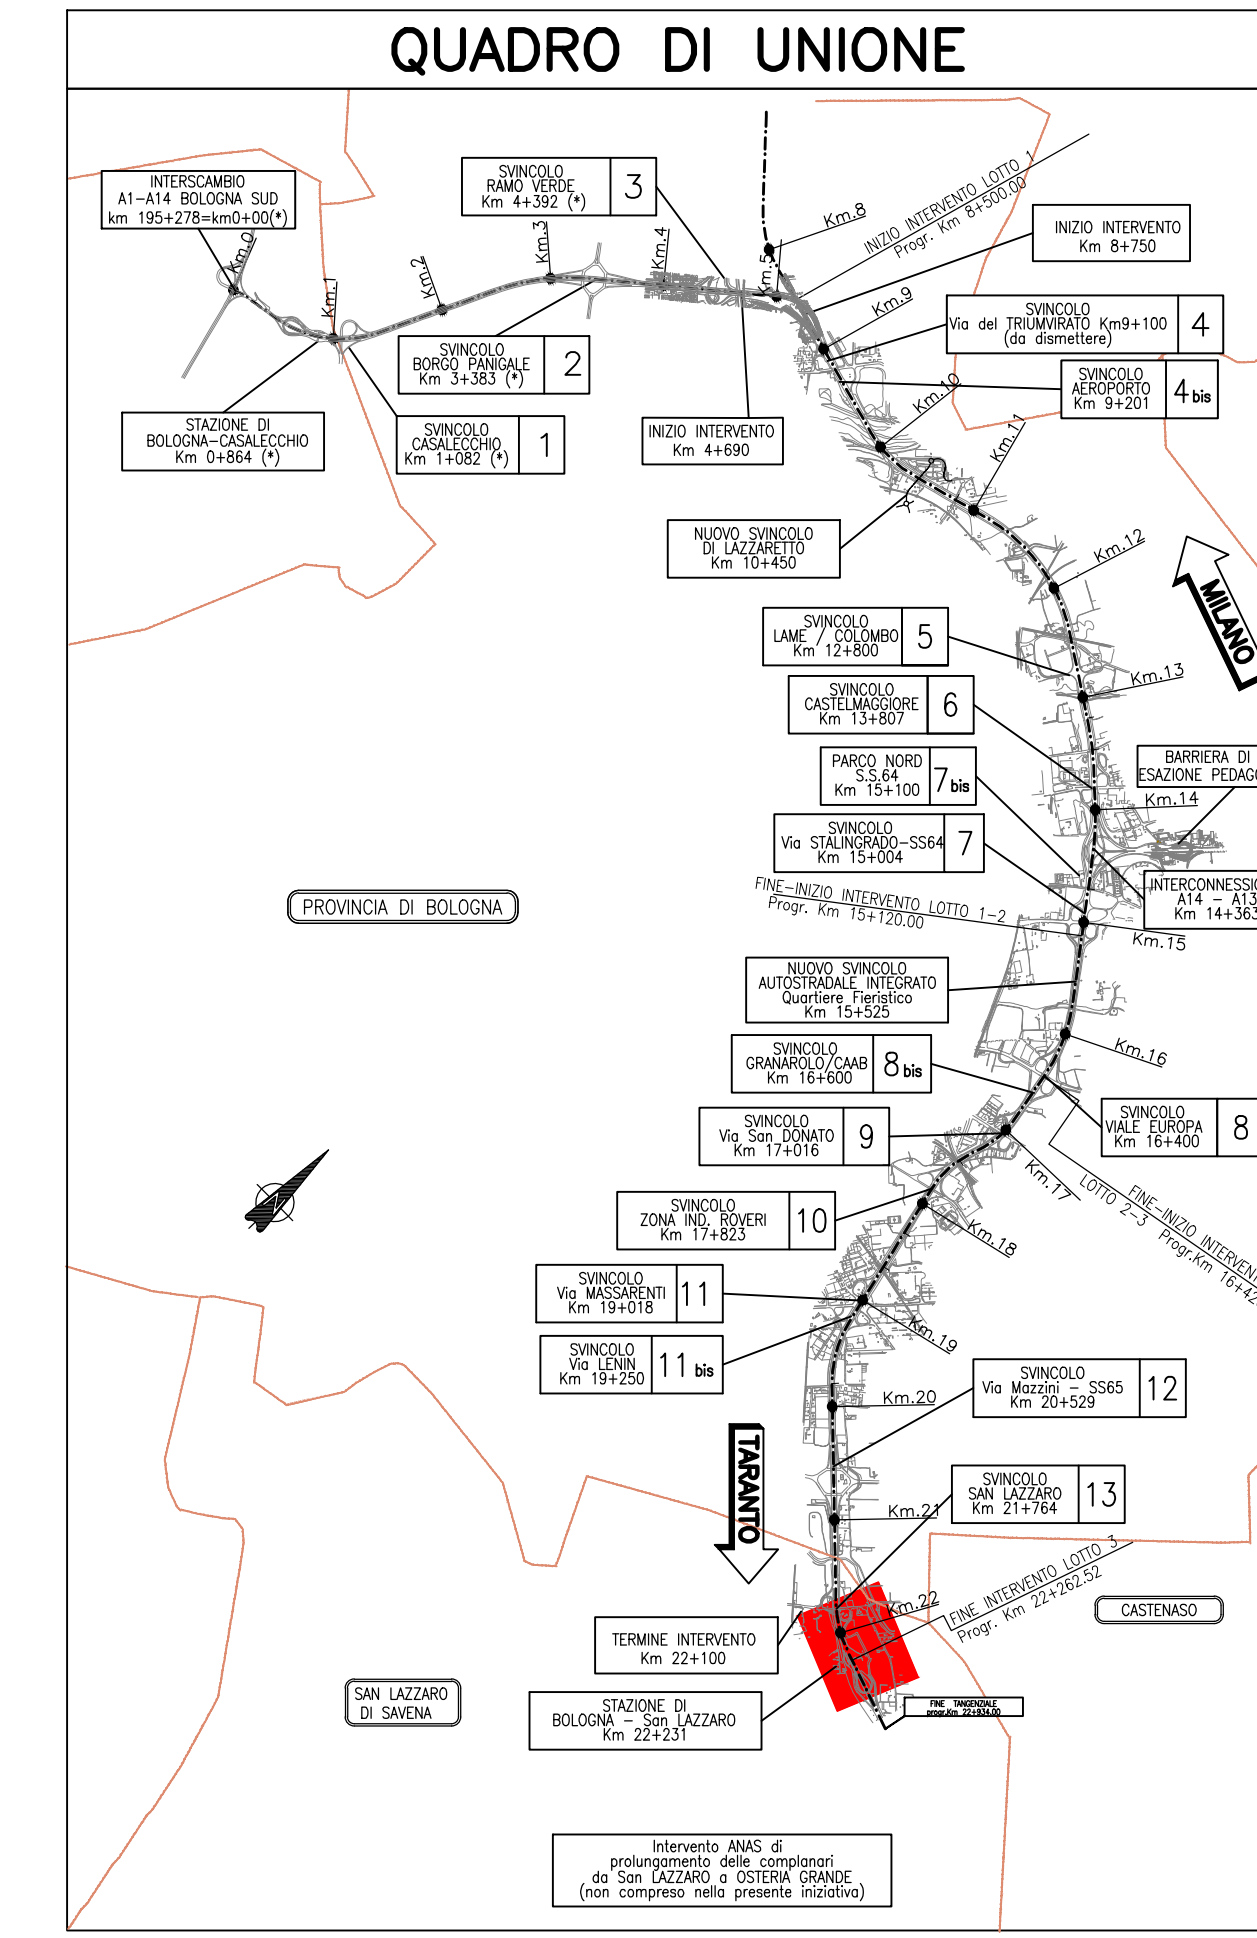 QUADRO DI UNIONE
INTERSCAMBIO
A1-A14 BOLOGNA SUD
km 195+278=km0+00(*)
SVINCOLO
RAMO VERDE
Km 4+392 (*)
3
Km.0
Km.1
Km.2
Km.3
Km.4
Km.5
Km.8
INIZIO INTERVENTO LOTTO 1
Progr. Km 8+500.00
INIZIO INTERVENTO
Km 8+750
Km.9
SVINCOLO
Via del TRIUMVIRATO Km9+100
(da dismettere)
4
SVINCOLO
BORGO PANIGALE
Km 3+383 (*)
2
SVINCOLO
AEROPORTO
Km 9+201
4 bis
Km.10
STAZIONE DI
BOLOGNA-CASALECCHIO
Km 0+864 (*)
SVINCOLO
CASALECCHIO
Km 1+082 (*)
1
INIZIO INTERVENTO
Km 4+690
Km.11
NUOVO SVINCOLO
DI LAZZARETTO
Km 10+450
Km.12
MILANO
SVINCOLO
LAME / COLOMBO
Km 12+800
5
Km.13
SVINCOLO
CASTELMAGGIORE
Km 13+807
6
PARCO NORD
S.S.64
Km 15+100
7 bis
BARRIERA DI
ESAZIONE PEDAG
Km.14
SVINCOLO
Via STALINGRADO-SS64
Km 15+004
7
INTERCONNESSIO
A14 - A13
Km 14+363
FINE-INIZIO INTERVENTO LOTTO 1-2
Progr. Km 15+120.00
PROVINCIA DI BOLOGNA
Km.15
NUOVO SVINCOLO
AUTOSTRADALE INTEGRATO
Quartiere Fieristico
Km 15+525
SVINCOLO
GRANAROLO/CAAB
Km 16+600
8 bis
Km.16
SVINCOLO
VIALE EUROPA
Km 16+400
8
SVINCOLO
Via San DONATO
Km 17+016
9
Km.17
FINE-INIZIO INTERVENT
LOTTO 2-3 Progr.Km 16+42
N
SVINCOLO
ZONA IND. ROVERI
Km 17+823
10
Km.18
SVINCOLO
Via MASSARENTI
Km 19+018
11
Km.19
SVINCOLO
Via LENIN
Km 19+250
11 bis
SVINCOLO
Via Mazzini - SS65
Km 20+529
12
Km.20
TARANTO
SVINCOLO
SAN LAZZARO
Km 21+764
13
Km.21
FINE INTERVENTO LOTTO 3
Progr. Km 22+262.52
Km.22
CASTENASO
TERMINE INTERVENTO
Km 22+100
SAN LAZZARO
DI SAVENA
STAZIONE DI
BOLOGNA - San LAZZARO
Km 22+231
FINE TANGENZIALE
progr.Km 22+934.00
Intervento ANAS di
prolungamento delle complanari
da San LAZZARO a OSTERIA GRANDE
(non compreso nella presente iniziativa)